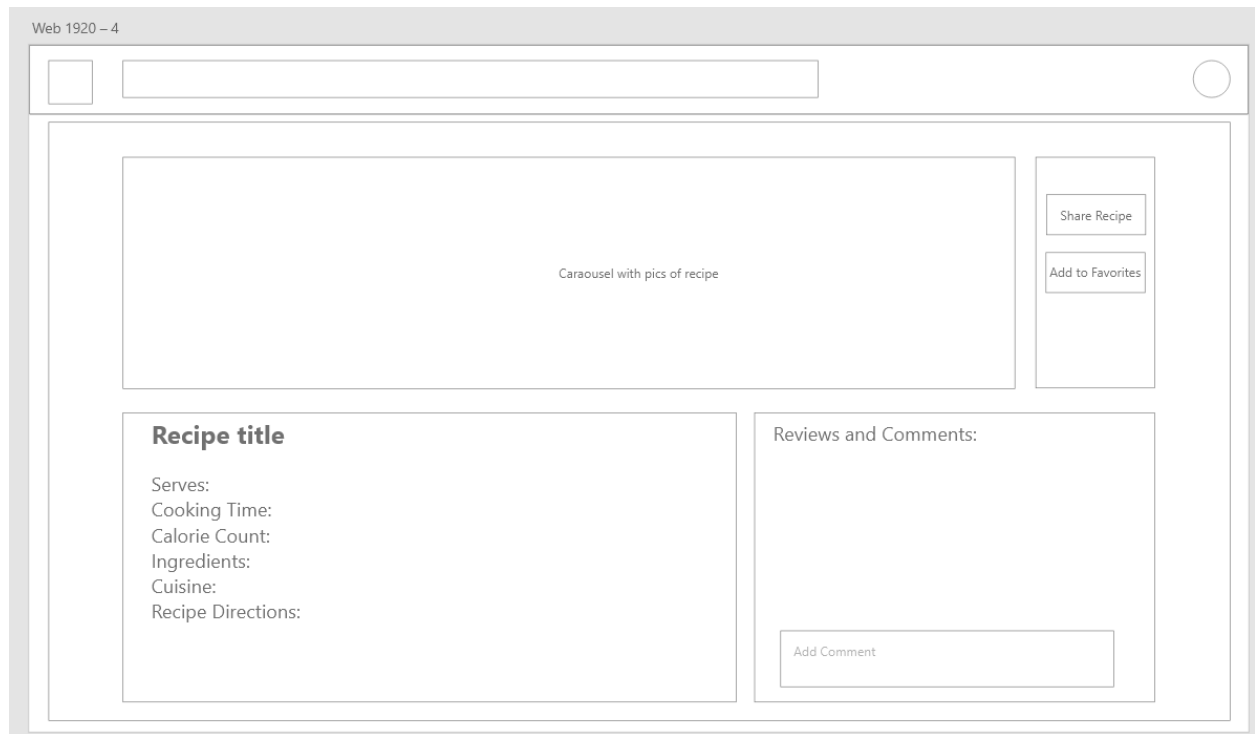 Web 1920 – 4
Caraousel with pics of recipe
Share Recipe
Add to Favorites
Recipe title
Serves:
Cooking Time:
Calorie Count:
Ingredients:
Cuisine:
Recipe Directions:
Reviews and Comments:
Add Comment